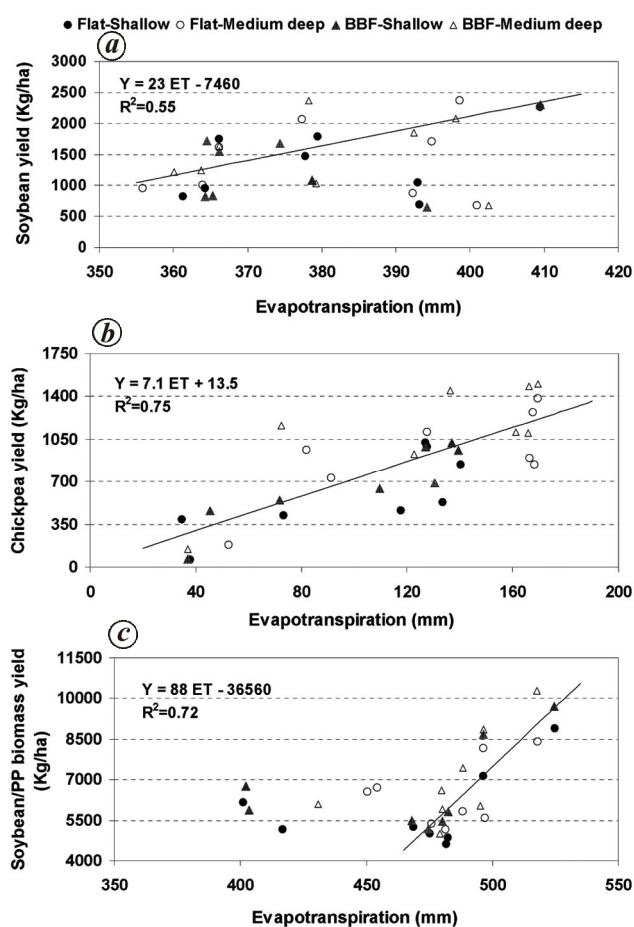 ● Flat-Shallow ○ Flat-Medium deep ▲ BBF-Shallow △ BBF-Medium deep
a
Y = 23 ET - 7460
R²=0.55
Soybean yield (Kg/ha)
3000
2500
2000
1500
1000
500
0
350 360 370 380 390 400 410 420
Evapotranspiration (mm)
b
Y = 7.1 ET + 13.5
R²=0.75
Chickpea yield (Kg/ha)
1750
1400
1050
700
350
0
0 40 80 120 160 200
Evapotranspiration (mm)
c
Y = 88 ET - 36560
R²=0.72
Soybean/PP biomass yield
(Kg/ha)
11500
10000
8500
7000
5500
4000
350 400 450 500 550
Evapotranspiration (mm)